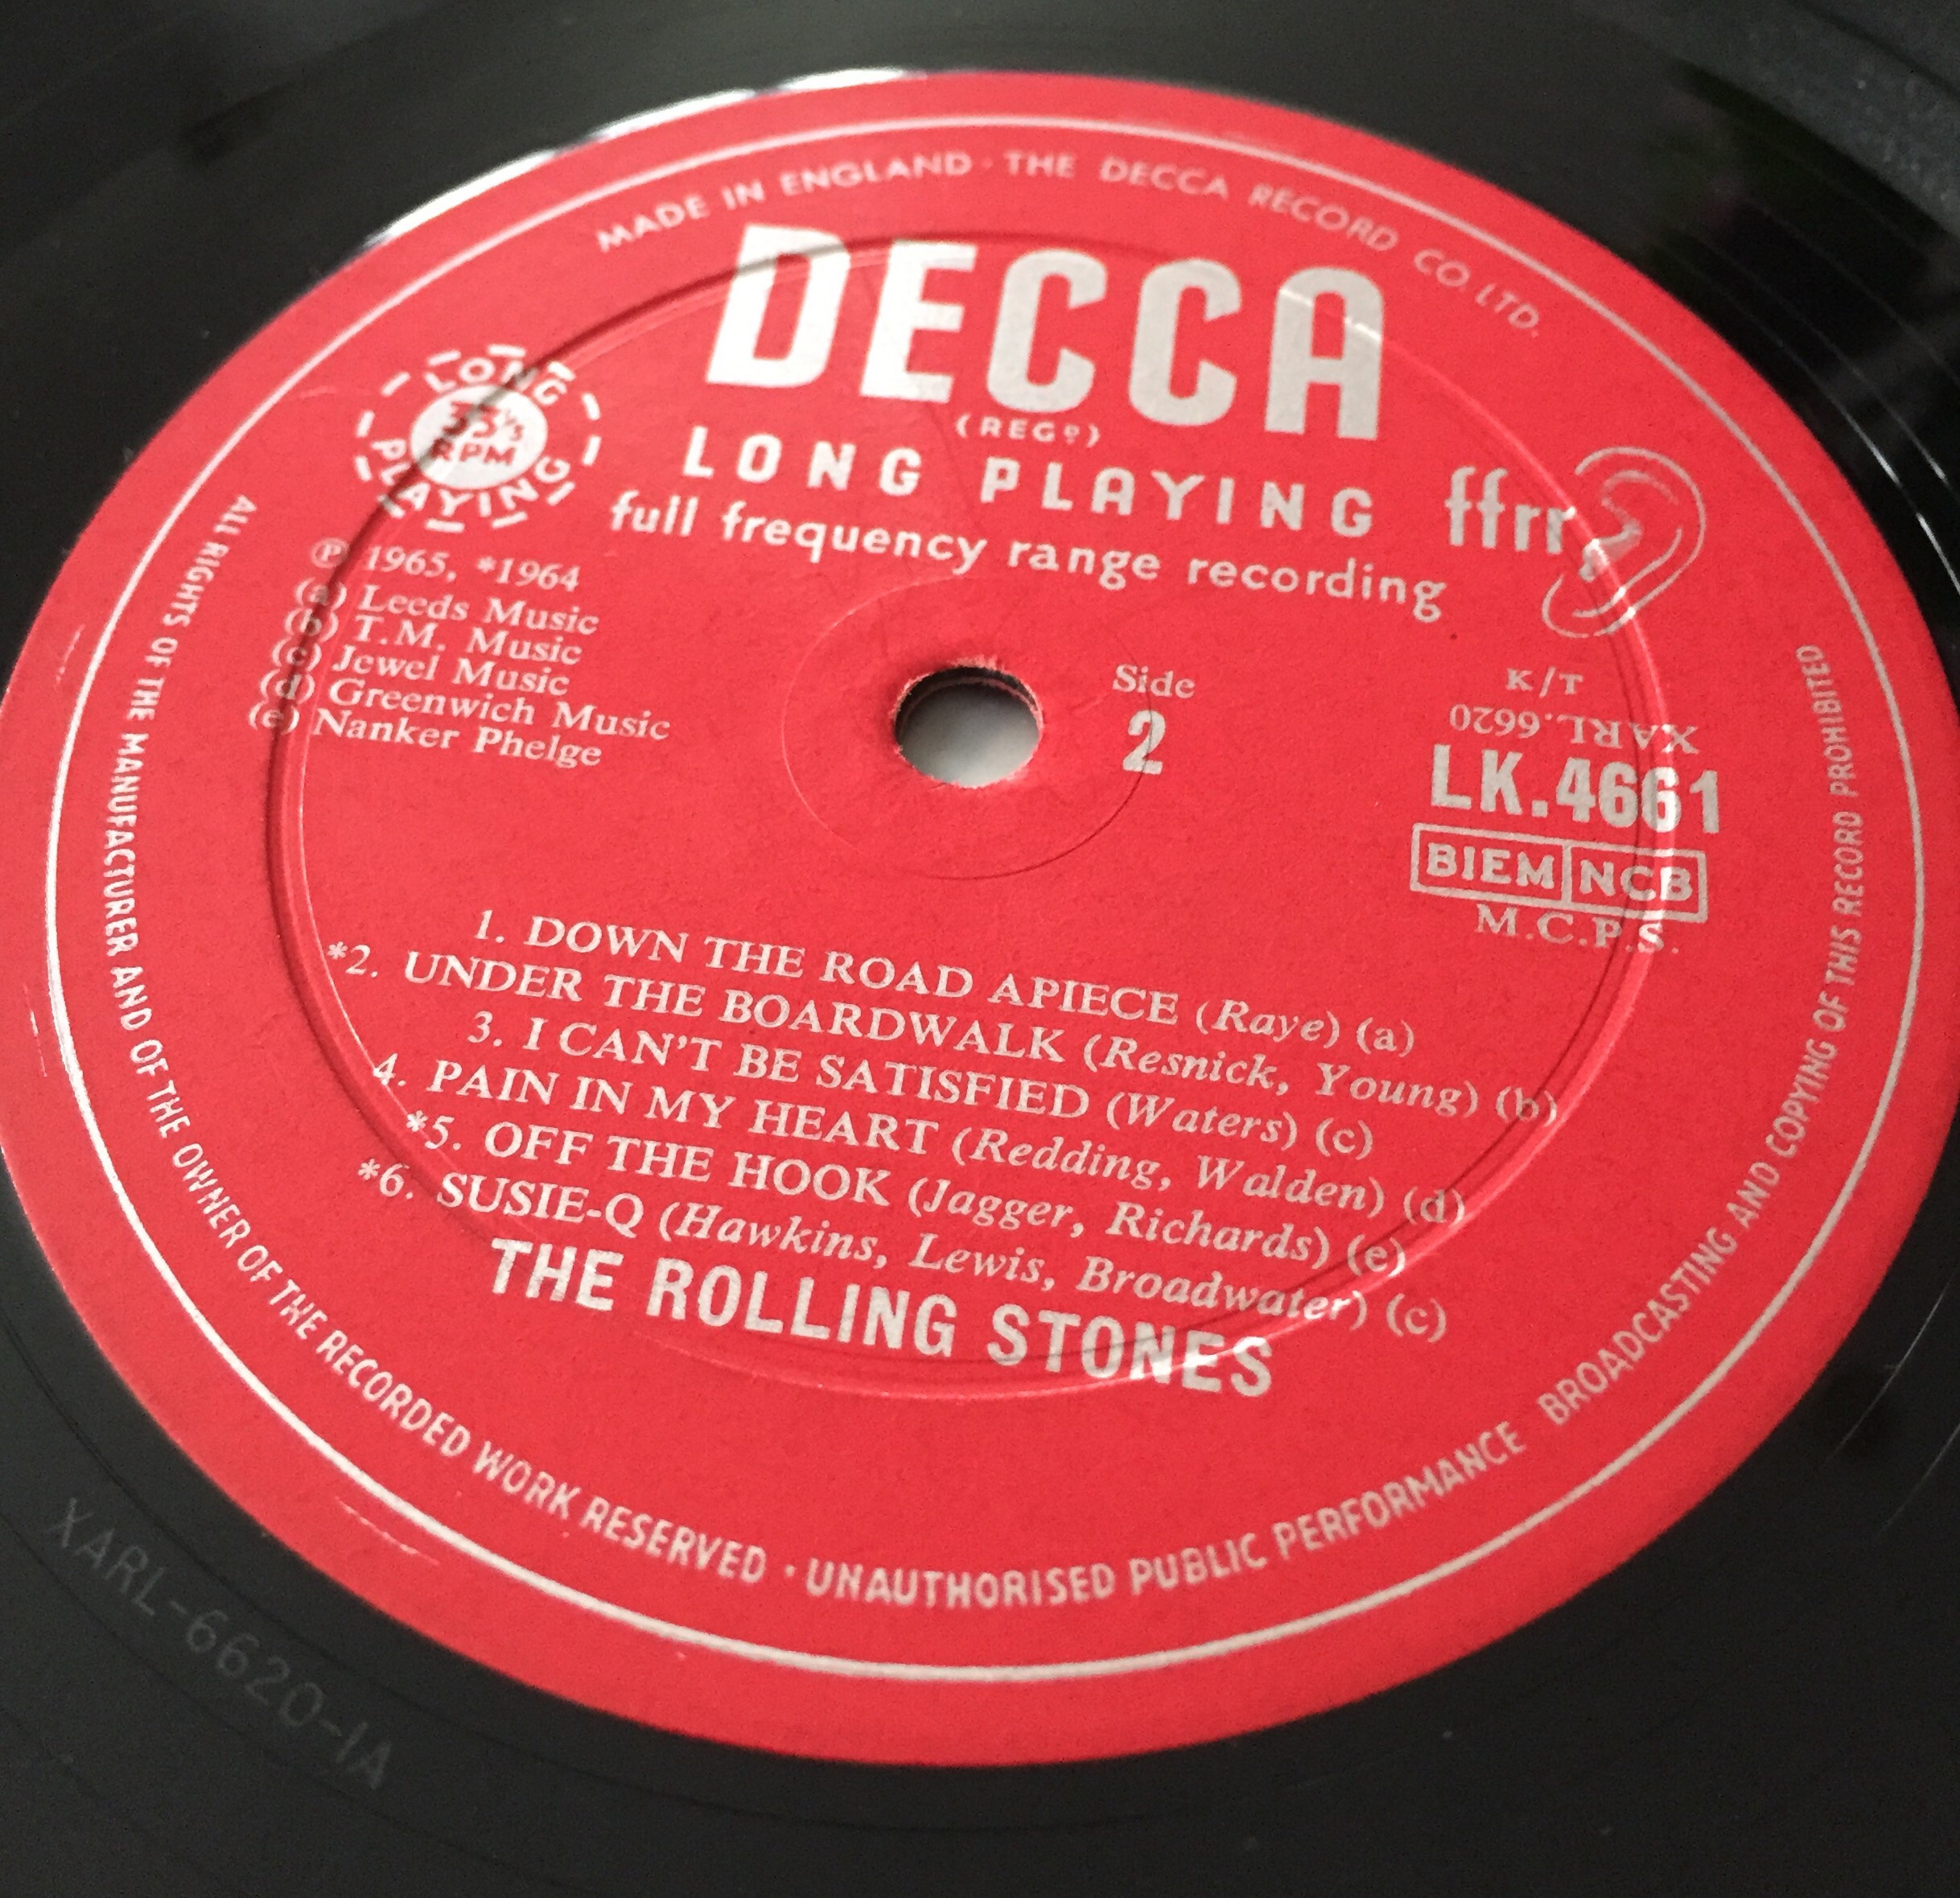 MADE IN ENGLAND · THE DECCA RECORD CO. LTD.
DECCA
(REGD)
LONG PLAYING
full frequency range recording
ffrr
LONG
33⅓
RPM
PLAYING
℗ 1965, *1964
(a) Leeds Music
(b) T.M. Music
(c) Jewel Music
(d) Greenwich Music
(e) Nanker Phelge
Side
2
K/T
XARL.6620
LK.4661
BIEM NCB
M.C.P.S.
1. DOWN THE ROAD APIECE (Raye) (a)
*2. UNDER THE BOARDWALK (Resnick, Young) (b)
3. I CAN'T BE SATISFIED (Waters) (c)
4. PAIN IN MY HEART (Redding, Walden) (d)
*5. OFF THE HOOK (Jagger, Richards) (e)
*6. SUSIE-Q (Hawkins, Lewis, Broadwater) (c)
THE ROLLING STONES
ALL RIGHTS OF THE MANUFACTURER AND OF THE OWNER OF THE RECORDED WORK RESERVED · UNAUTHORISED PUBLIC PERFORMANCE BROADCASTING AND COPYING OF THIS RECORD PROHIBITED
XARL-6620-1A